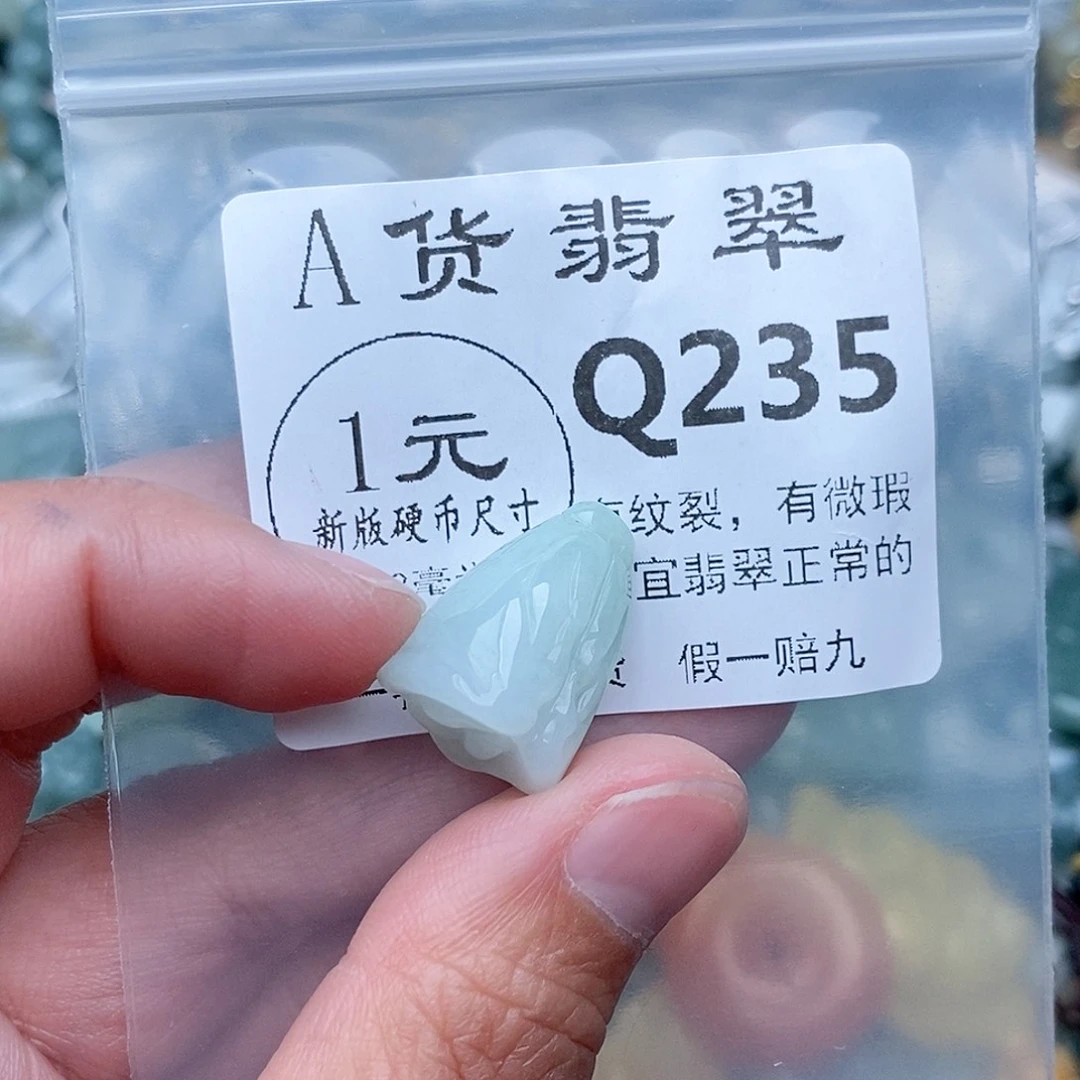 A货翡翠
Q235
1元
新版硬币尺寸
纹裂，有微瑕
宜翡翠正常的
假一赔九